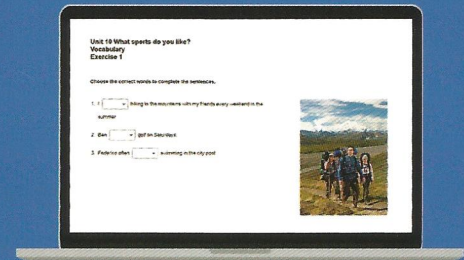 Unit 10 What sports do you like?
Vocabulary
Exercise 1
Choose the correct words to complete the sentences.
1. I hiking in the mountains with my friends every weekend in the
summer
2. Ben golf on Saturdays
3. Federico often swimming in the city pool